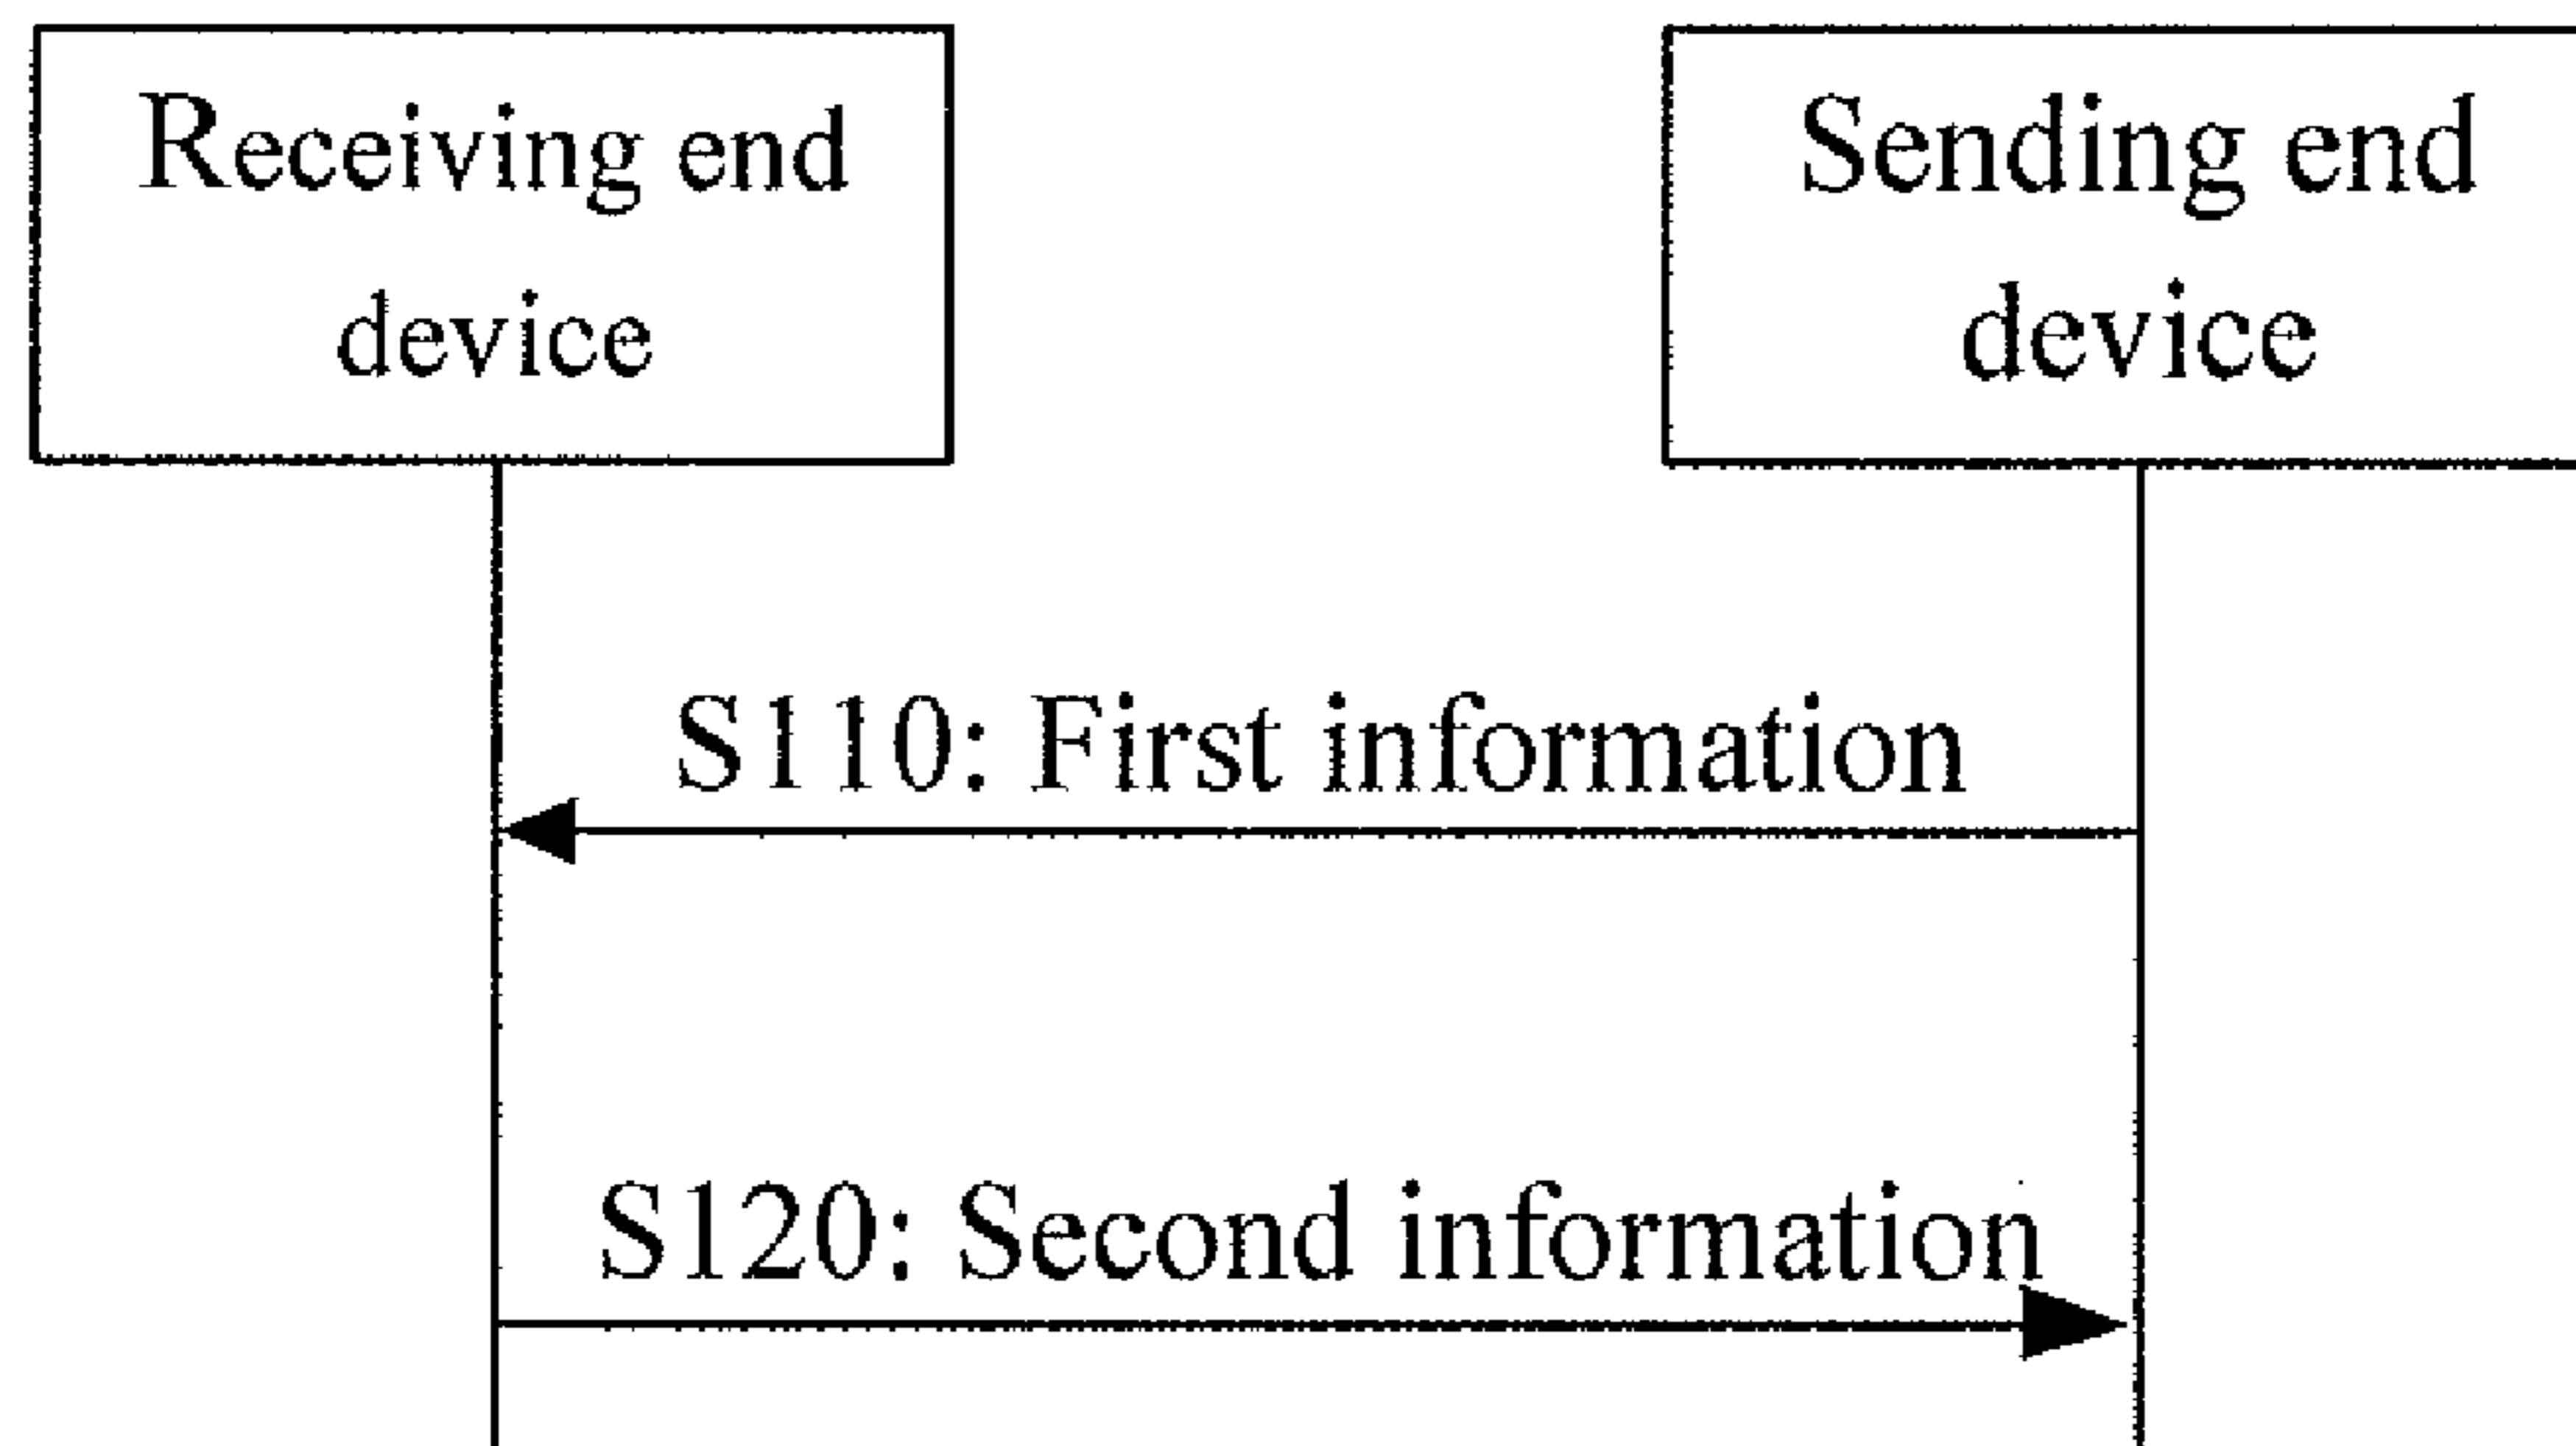 Receiving end
device
Sending end
device
S110: First information
S120: Second information